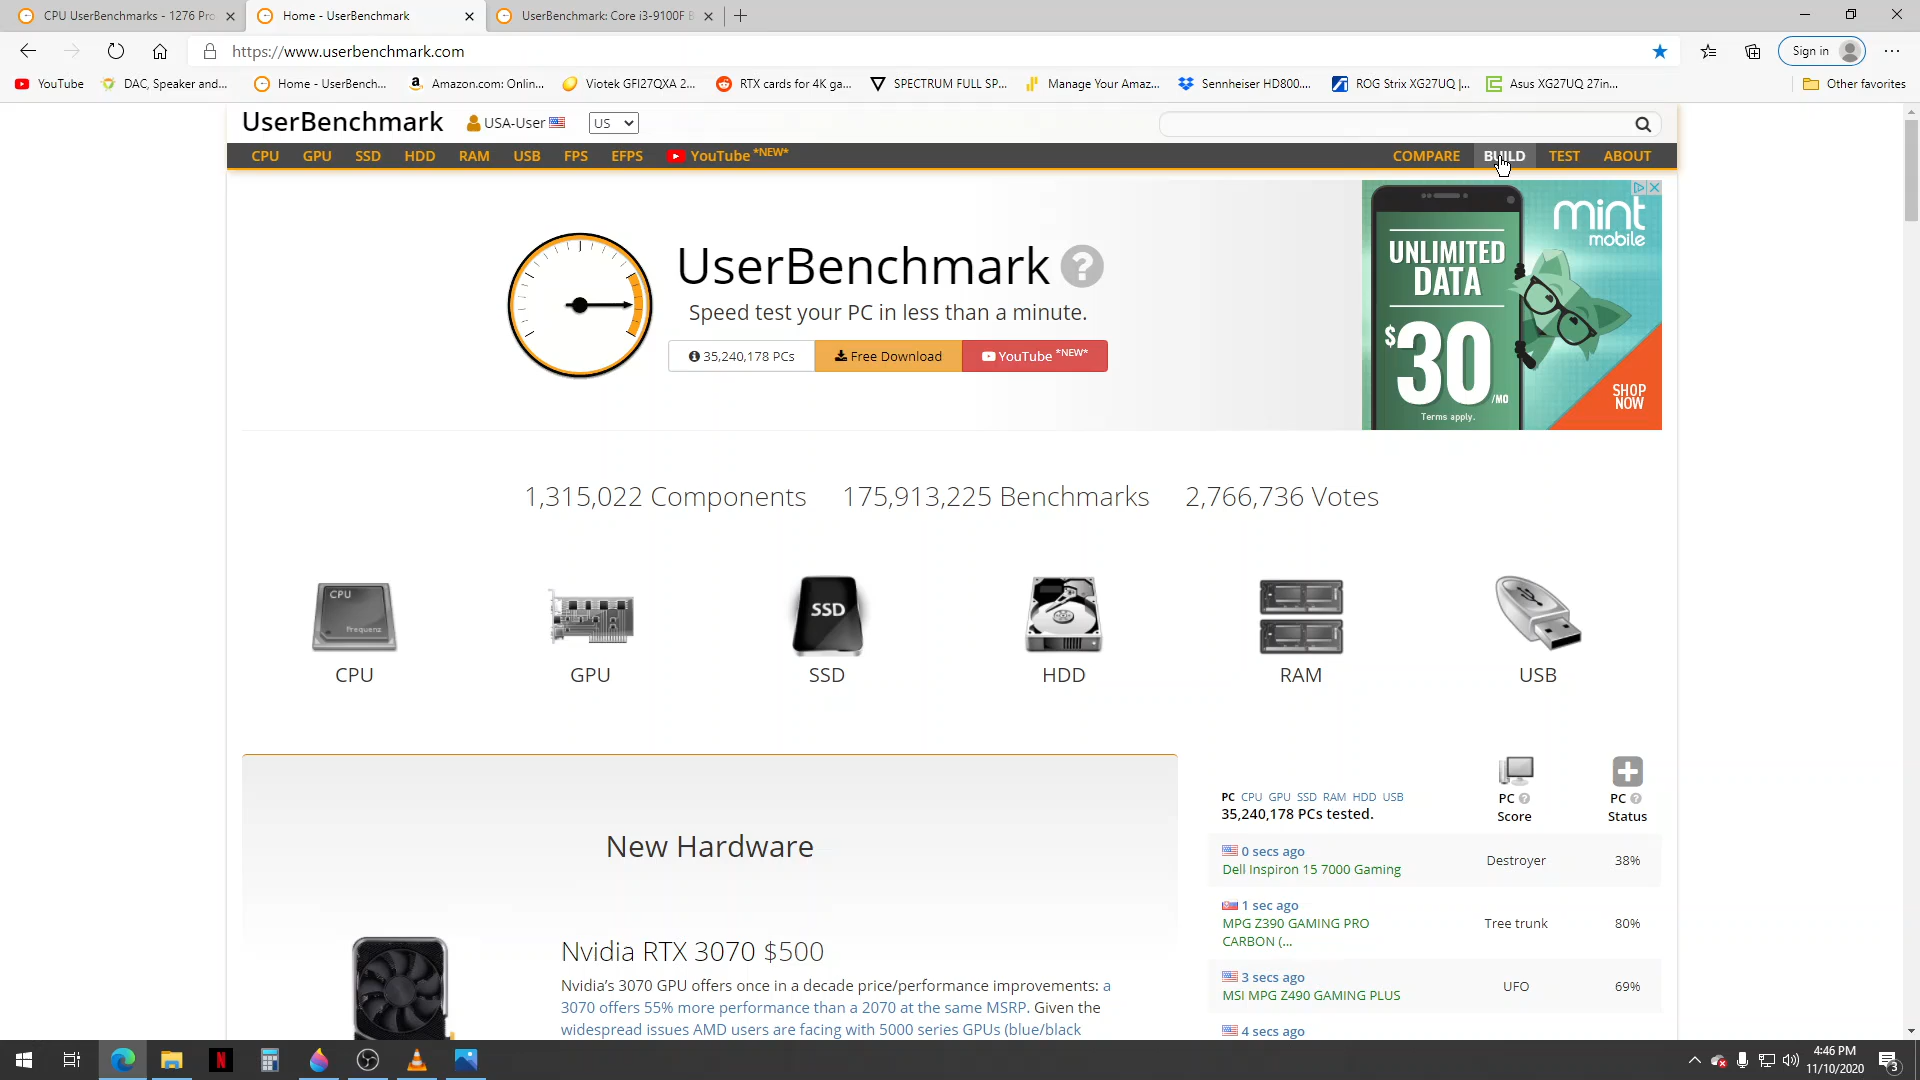 CPU UserBenchmarks - 1276 Pro
Home - UserBenchmark
UserBenchmark: Core i3-9100F B
https://www.userbenchmark.com
Sign in
YouTube
DAC, Speaker and...
Home - UserBench...
Amazon.com: Onlin...
Viotek GFI27QXA 2...
RTX cards for 4K ga...
SPECTRUM FULL SP...
Manage Your Amaz...
Sennheiser HD800....
ROG Strix XG27UQ |...
Asus XG27UQ 27in...
Other favorites
UserBenchmark
USA-User
US
CPU GPU SSD HDD RAM USB FPS EFPS YouTube *NEW* COMPARE BUILD TEST ABOUT
UserBenchmark ?
Speed test your PC in less than a minute.
35,240,178 PCs
Free Download
YouTube *NEW*
mint
mobile
UNLIMITED
DATA
$30/MO
Terms apply.
SHOP
NOW
1,315,022 Components 175,913,225 Benchmarks 2,766,736 Votes
CPU
Frequenz
SSD
CPU GPU SSD HDD RAM USB
New Hardware
Nvidia RTX 3070 $500
Nvidia’s 3070 GPU offers once in a decade price/performance improvements: a
3070 offers 55% more performance than a 2070 at the same MSRP. Given the
widespread issues AMD users are facing with 5000 series GPUs (blue/black
PC CPU GPU SSD RAM HDD USB
35,240,178 PCs tested.
PC ?
Score
PC ?
Status
0 secs ago
Dell Inspiron 15 7000 Gaming
Destroyer
38%
1 sec ago
MPG Z390 GAMING PRO
CARBON (...
Tree trunk
80%
3 secs ago
MSI MPG Z490 GAMING PLUS
UFO
69%
4 secs ago
4:46 PM
11/10/2020
3